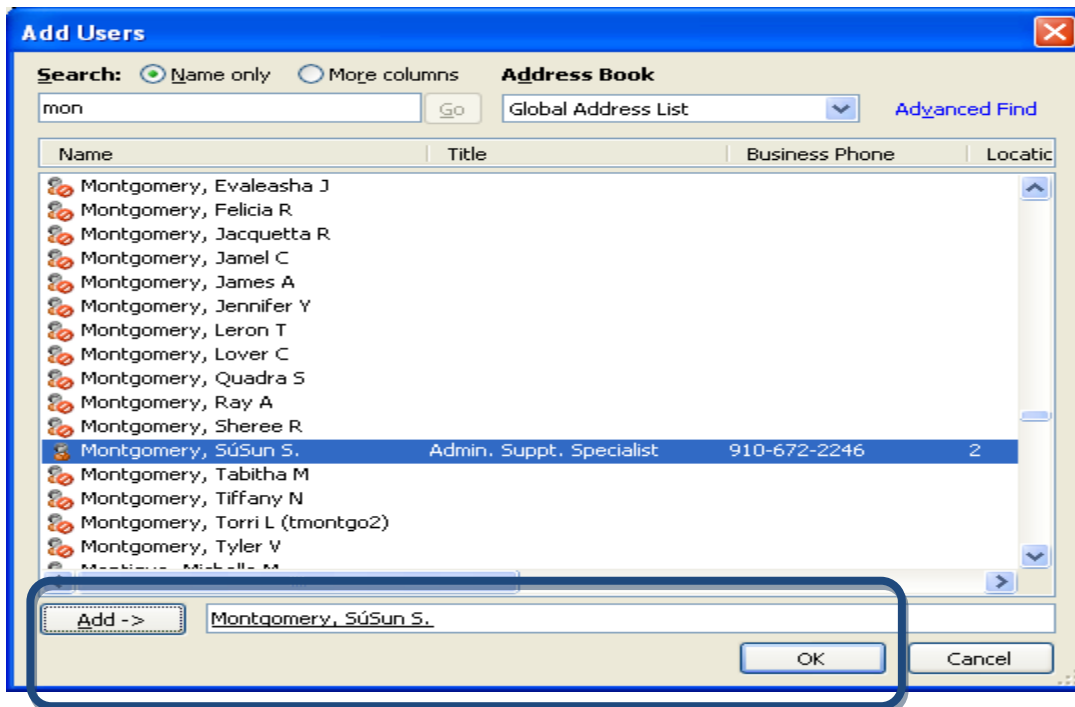 Add Users
Search: Name only More columns Address Book
mon Go Global Address List Advanced Find
Name Title Business Phone Locatic
Montgomery, Evaleasha J
Montgomery, Felicia R
Montgomery, Jacquetta R
Montgomery, Jamel C
Montgomery, James A
Montgomery, Jennifer Y
Montgomery, Leron T
Montgomery, Lover C
Montgomery, Quadra S
Montgomery, Ray A
Montgomery, Sheree R
Montgomery, SúSun S. Admin. Suppt. Specialist 910-672-2246 2
Montgomery, Tabitha M
Montgomery, Tiffany N
Montgomery, Torri L (tmontgo2)
Montgomery, Tyler V
Add -> Montgomery, SúSun S.
OK Cancel